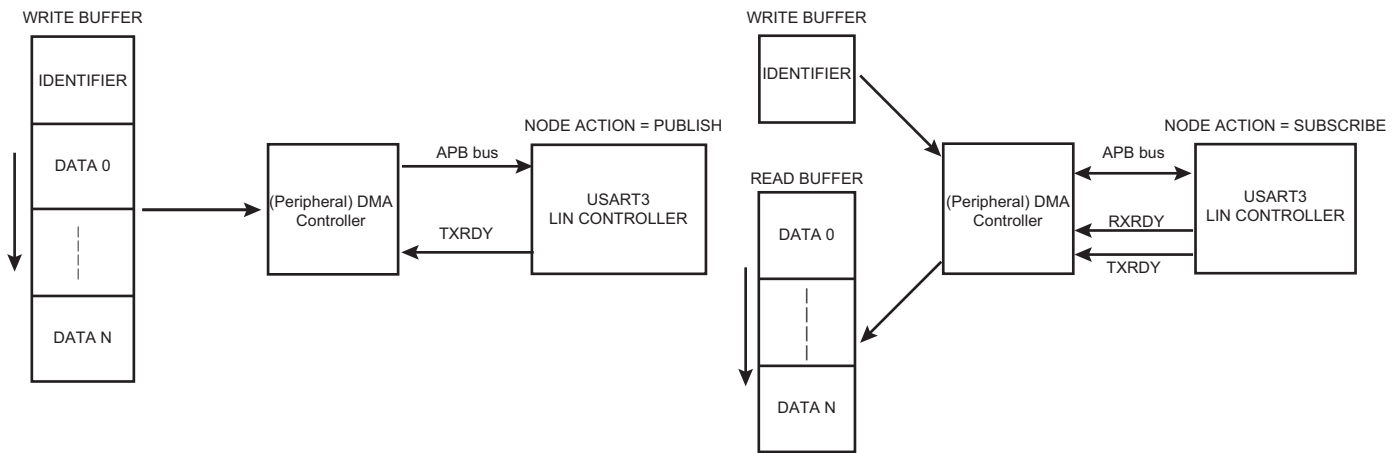 WRITE BUFFER
IDENTIFIER
DATA 0
DATA N
(Peripheral) DMA
Controller
APB bus
TXRDY
NODE ACTION = PUBLISH
USART3
LIN CONTROLLER
WRITE BUFFER
IDENTIFIER
READ BUFFER
DATA 0
DATA N
(Peripheral) DMA
Controller
APB bus
RXRDY
TXRDY
NODE ACTION = SUBSCRIBE
USART3
LIN CONTROLLER